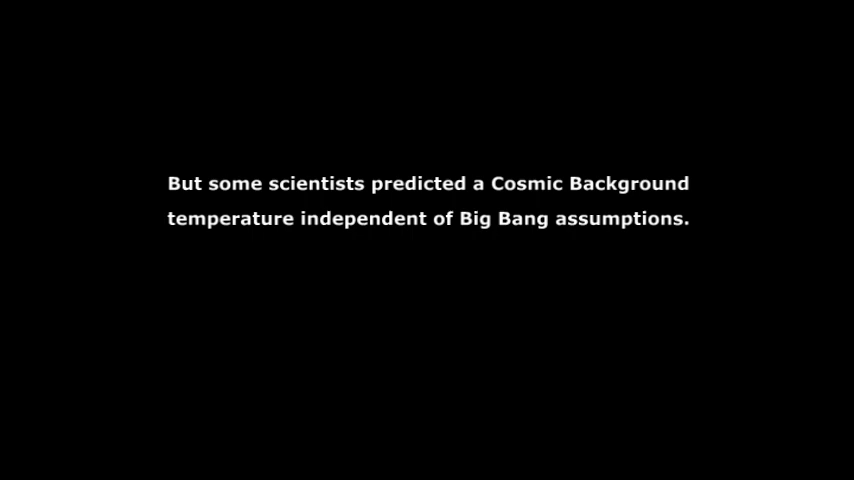 But some scientists predicted a Cosmic Background
temperature independent of Big Bang assumptions.